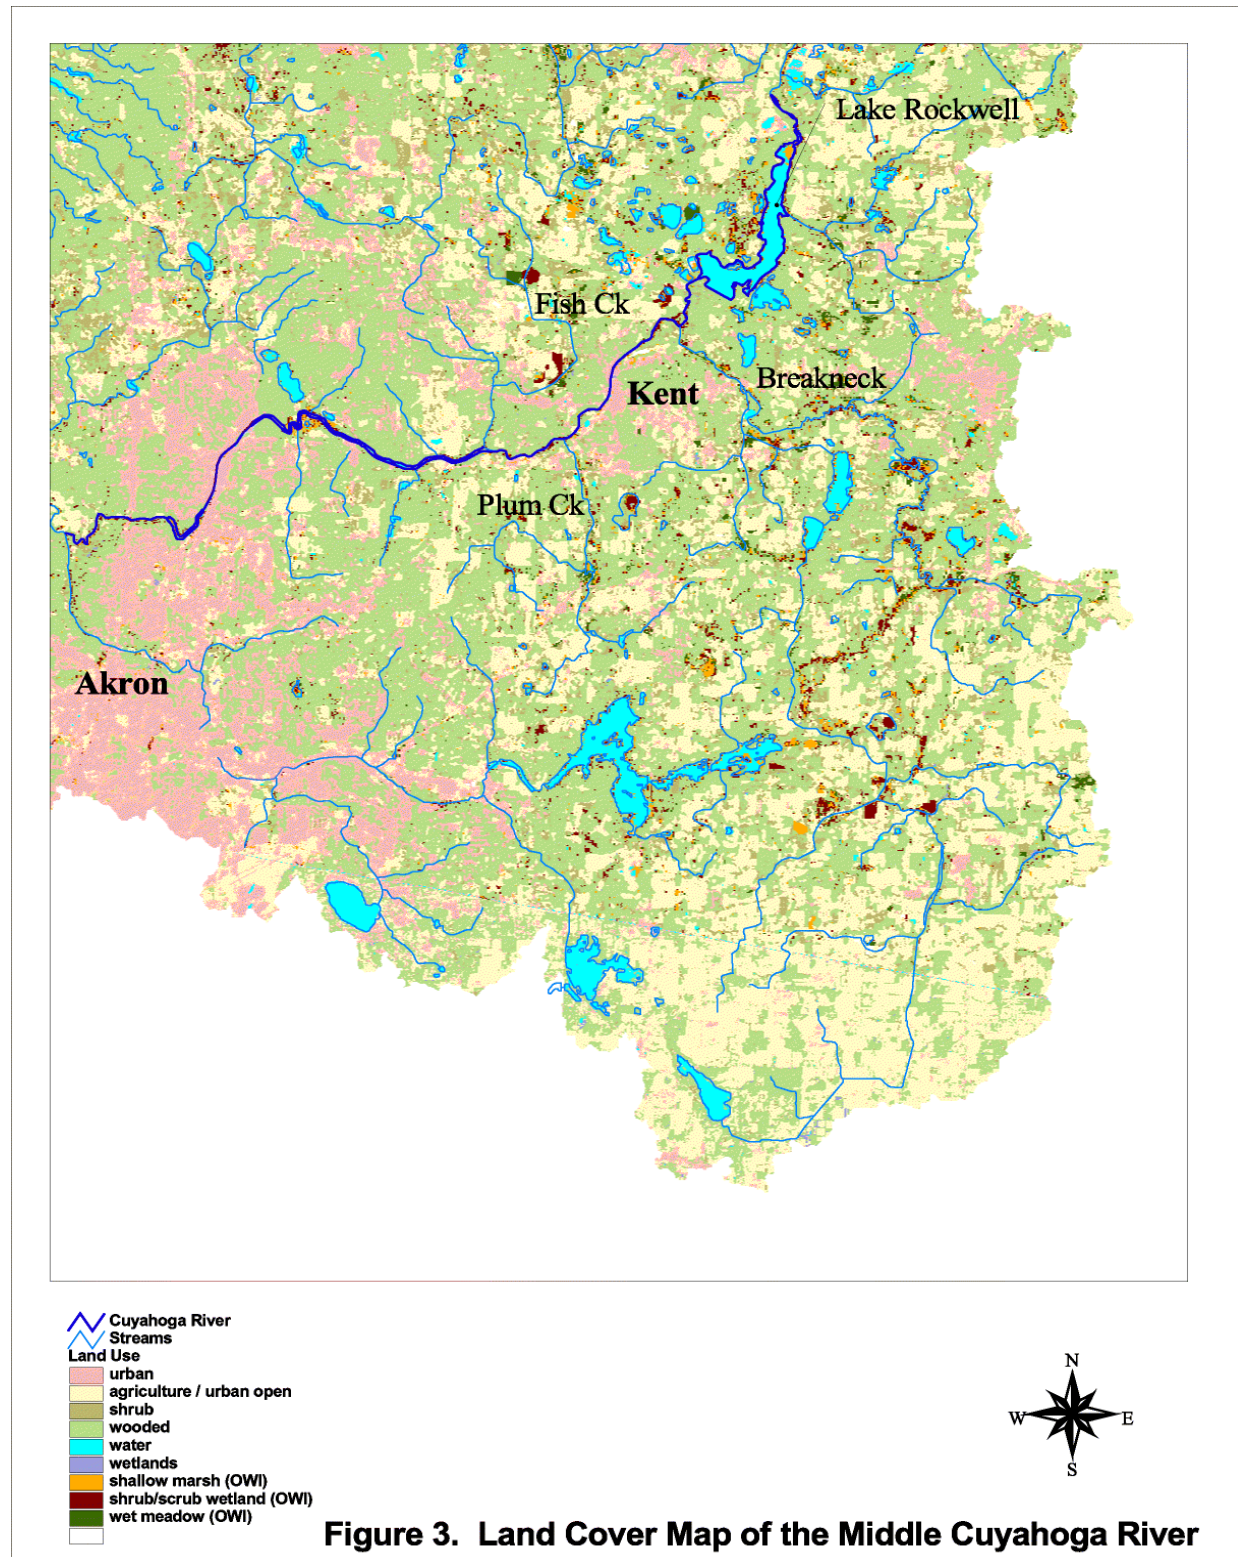 Lake Rockwell
Fish Ck
Breakneck
Kent
Plum Ck
Akron
Cuyahoga River
Streams
Land Use
urban
agriculture / urban open
shrub
wooded
water
wetlands
shallow marsh (OWI)
shrub/scrub wetland (OWI)
wet meadow (OWI)
N
W
E
S
Figure 3. Land Cover Map of the Middle Cuyahoga River